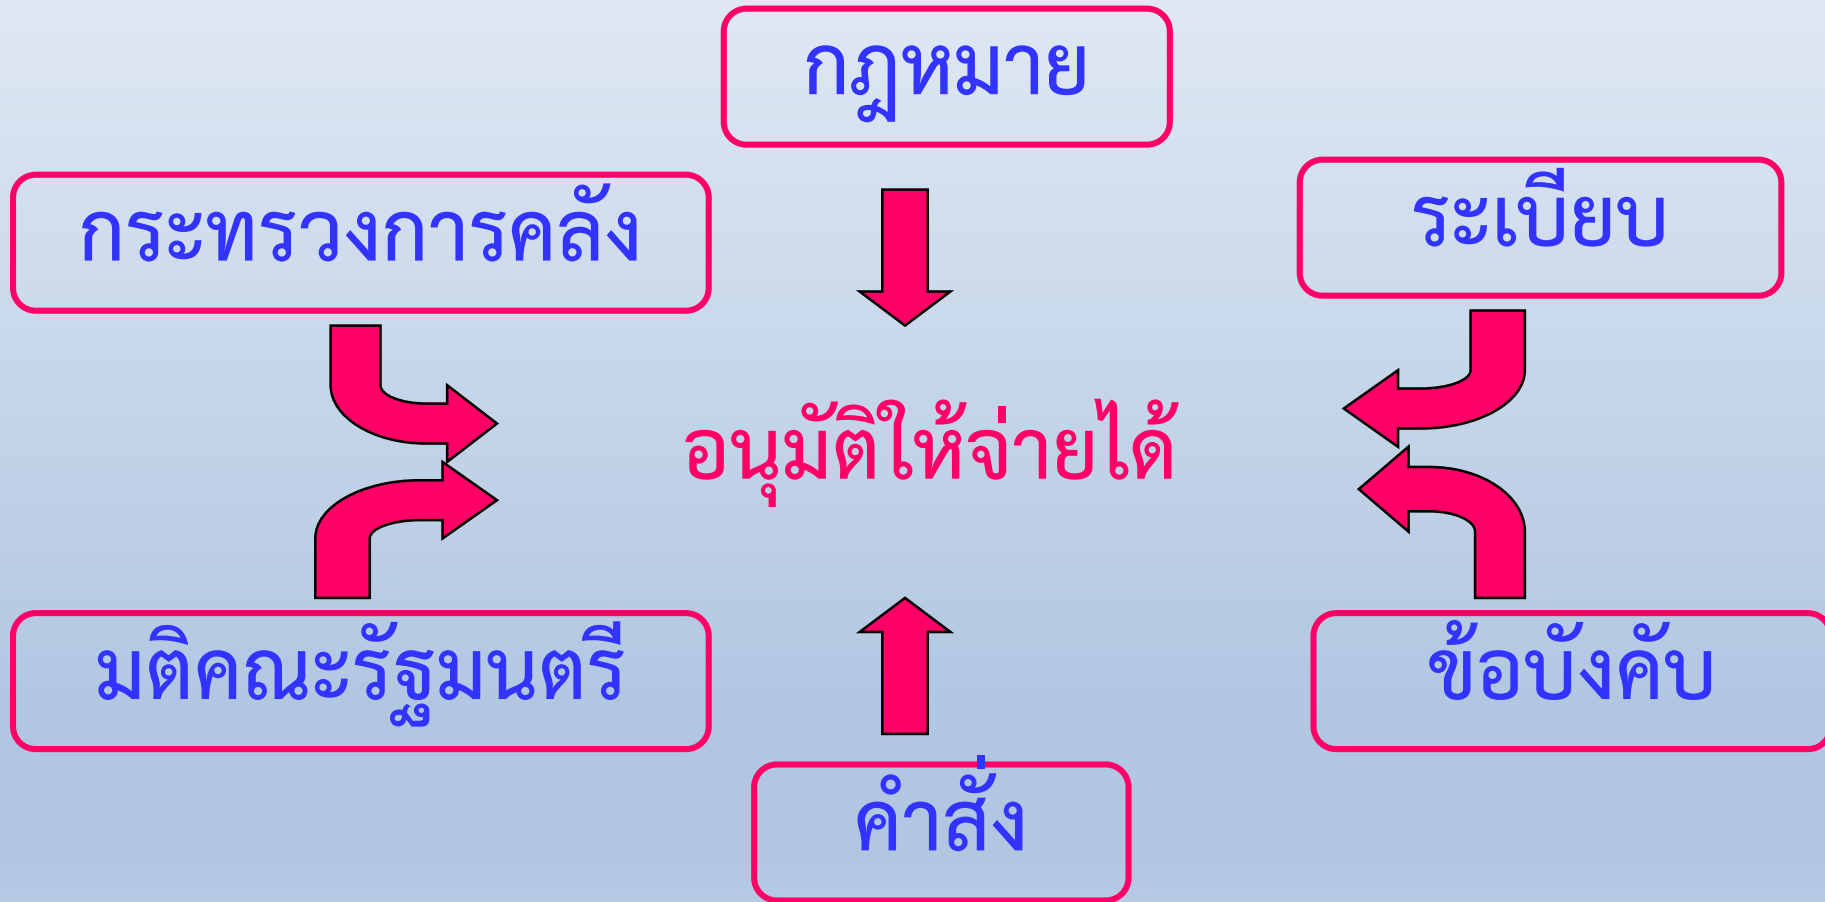 กฎหมาย
กระทรวงการคลัง
ระเบียบ
อนุมัติให้จ่ายได้
มติคณะรัฐมนตรี
ข้อบังคับ
คำสั่ง